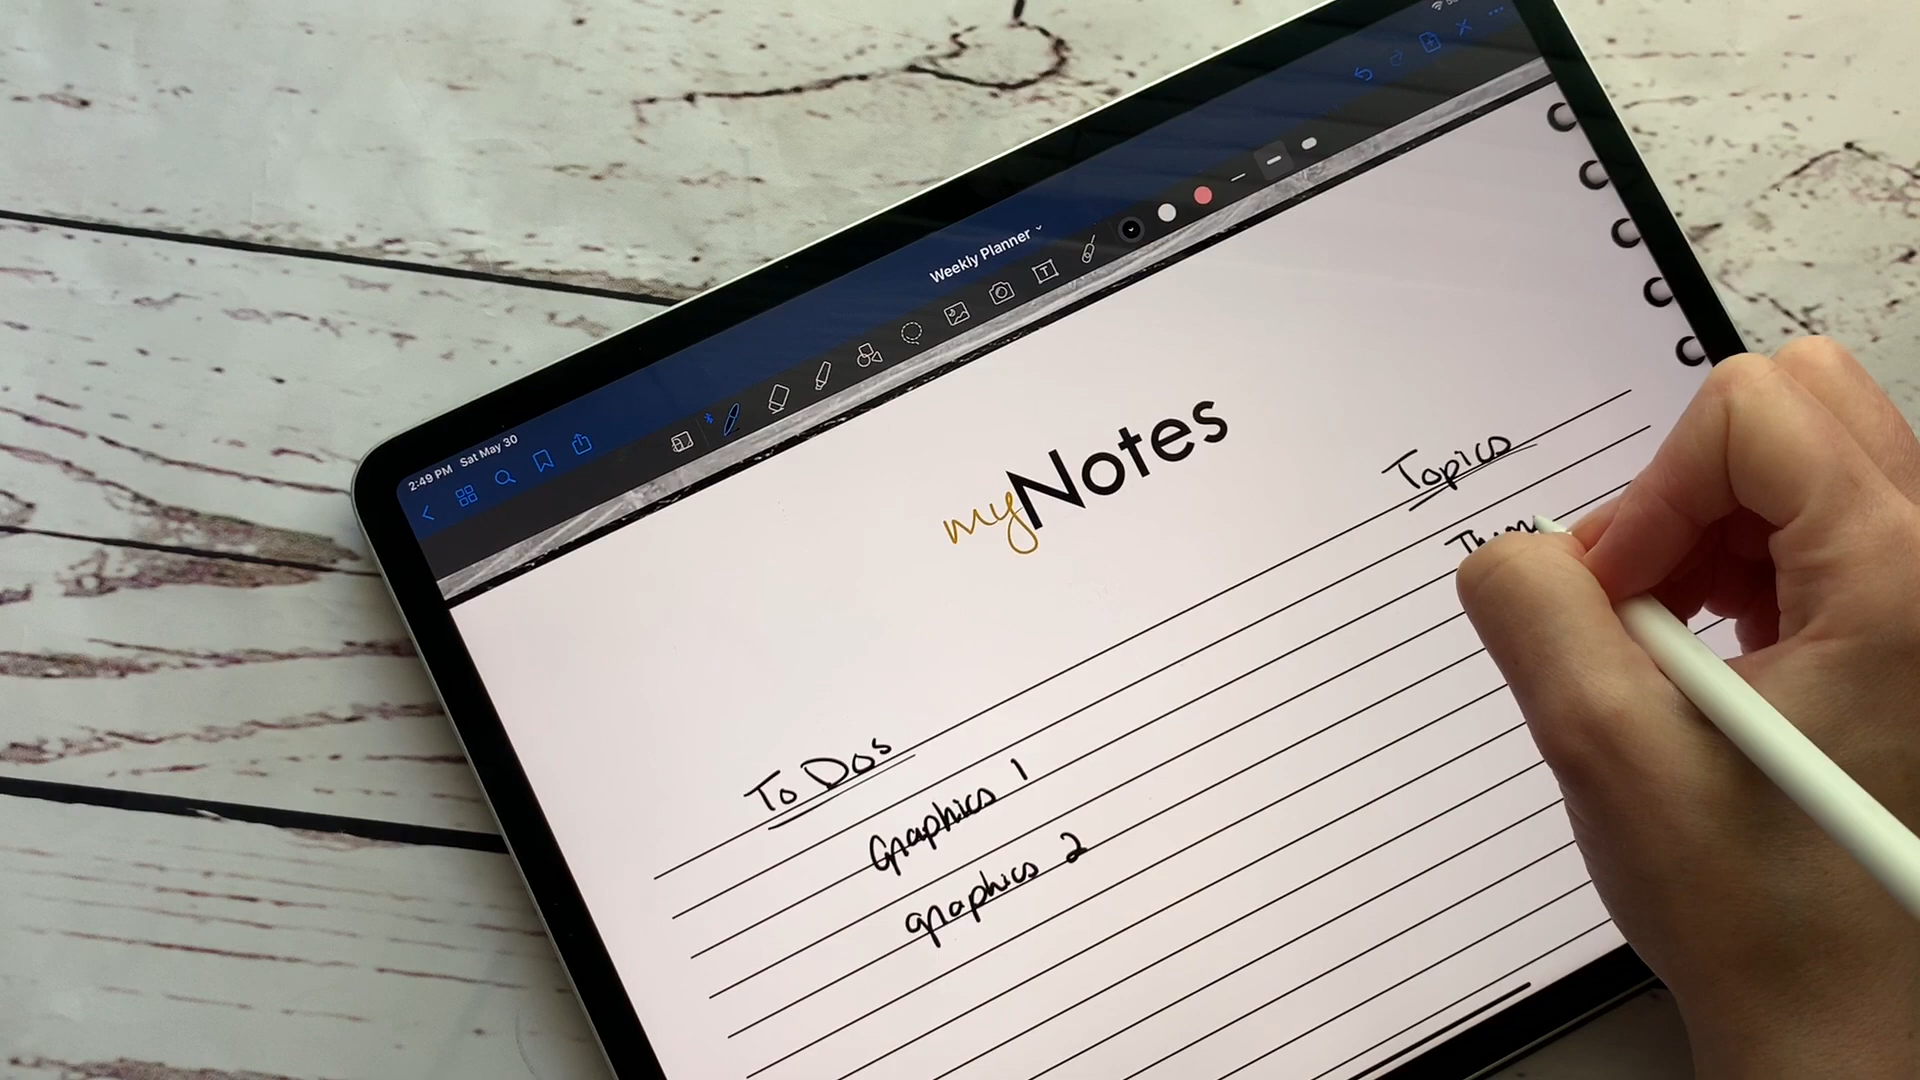 2:49 PM Sat May 30
Weekly Planner
myNotes
To Dos
Graphics 1
graphics 2
Topics